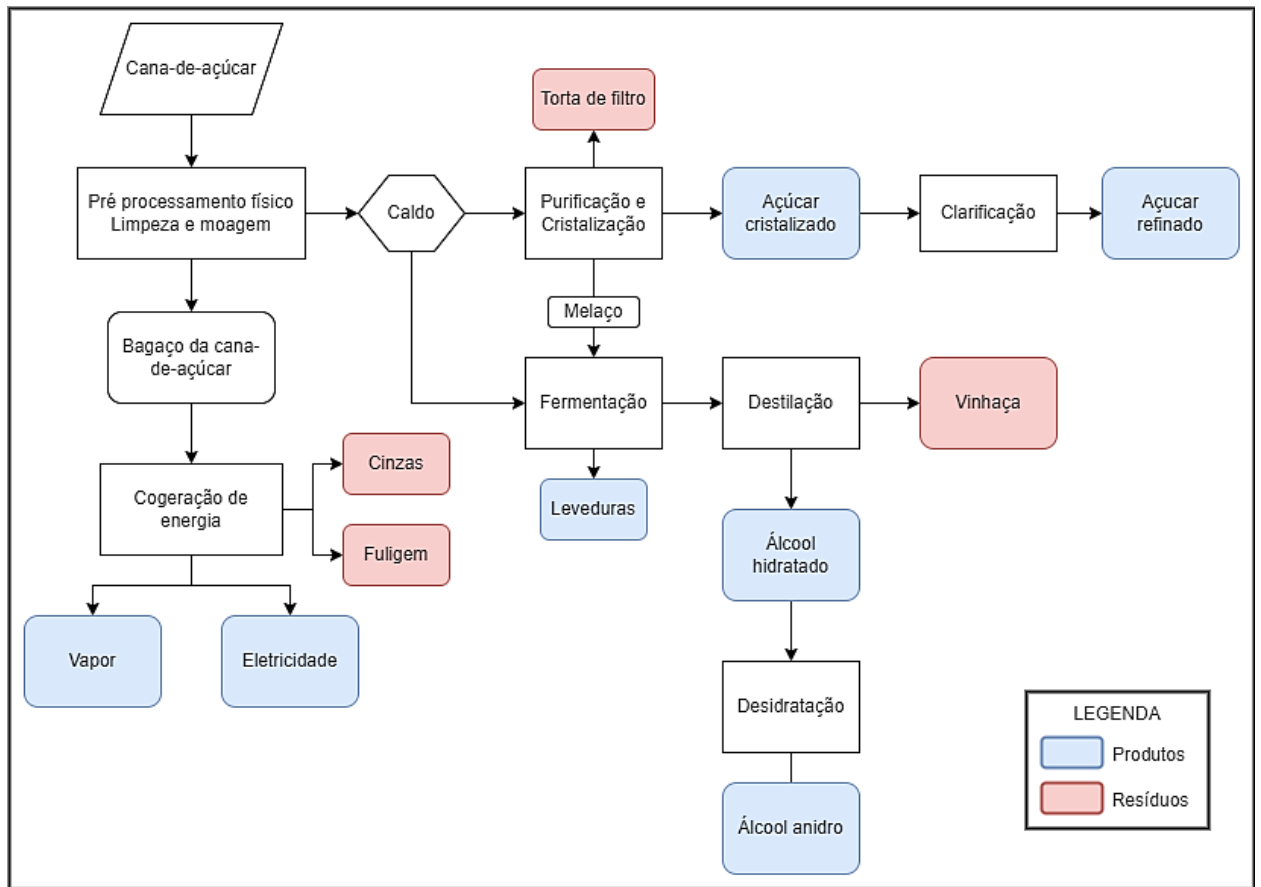 Cana-de-açúcar
Torta de filtro
Pré processamento físico
Limpeza e moagem
Caldo
Purificação e
Cristalização
Açúcar
cristalizado
Clarificação
Açucar
refinado
Melaço
Bagaço da cana-
de-açúcar
Fermentação
Destilação
Vinhaça
Cinzas
Cogeração de
energia
Leveduras
Fuligem
Álcool
hidratado
Vapor
Eletricidade
Desidratação
LEGENDA
Produtos
Resíduos
Álcool anidro